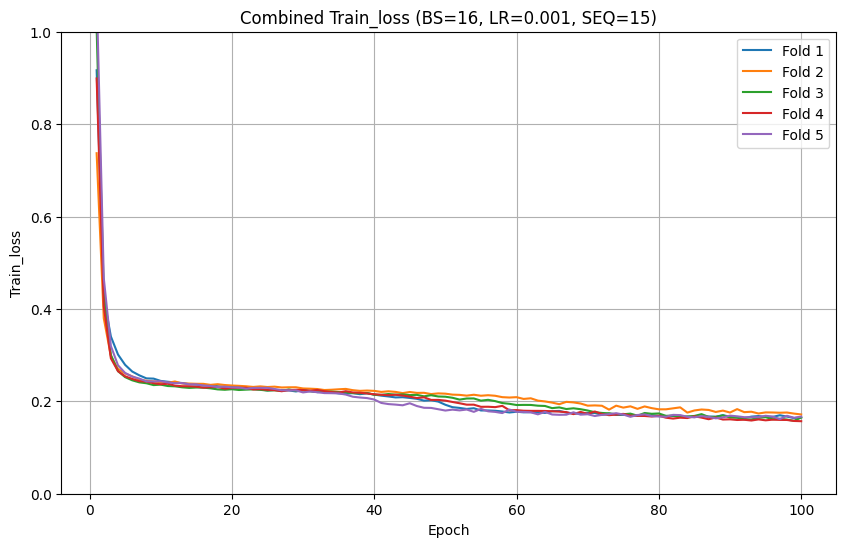 Combined Train_loss (BS=16, LR=0.001, SEQ=15)
Fold 1
Fold 2
Fold 3
Fold 4
Fold 5
Train_loss
1.0
0.8
0.6
0.4
0.2
0.0
0 20 40 60 80 100
Epoch